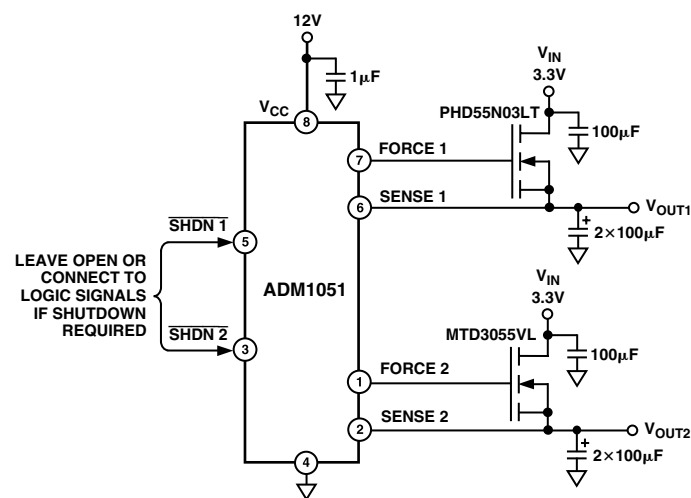 12V
1μF
VCC
8
VIN
3.3V
PHD55N03LT
100μF
7
FORCE 1
6
SENSE 1
VOUT1
+
2×100μF
SHDN 1
5
LEAVE OPEN OR
CONNECT TO
LOGIC SIGNALS
IF SHUTDOWN
REQUIRED
ADM1051
SHDN 2
3
VIN
3.3V
MTD3055VL
100μF
1
FORCE 2
2
SENSE 2
VOUT2
+
2×100μF
4